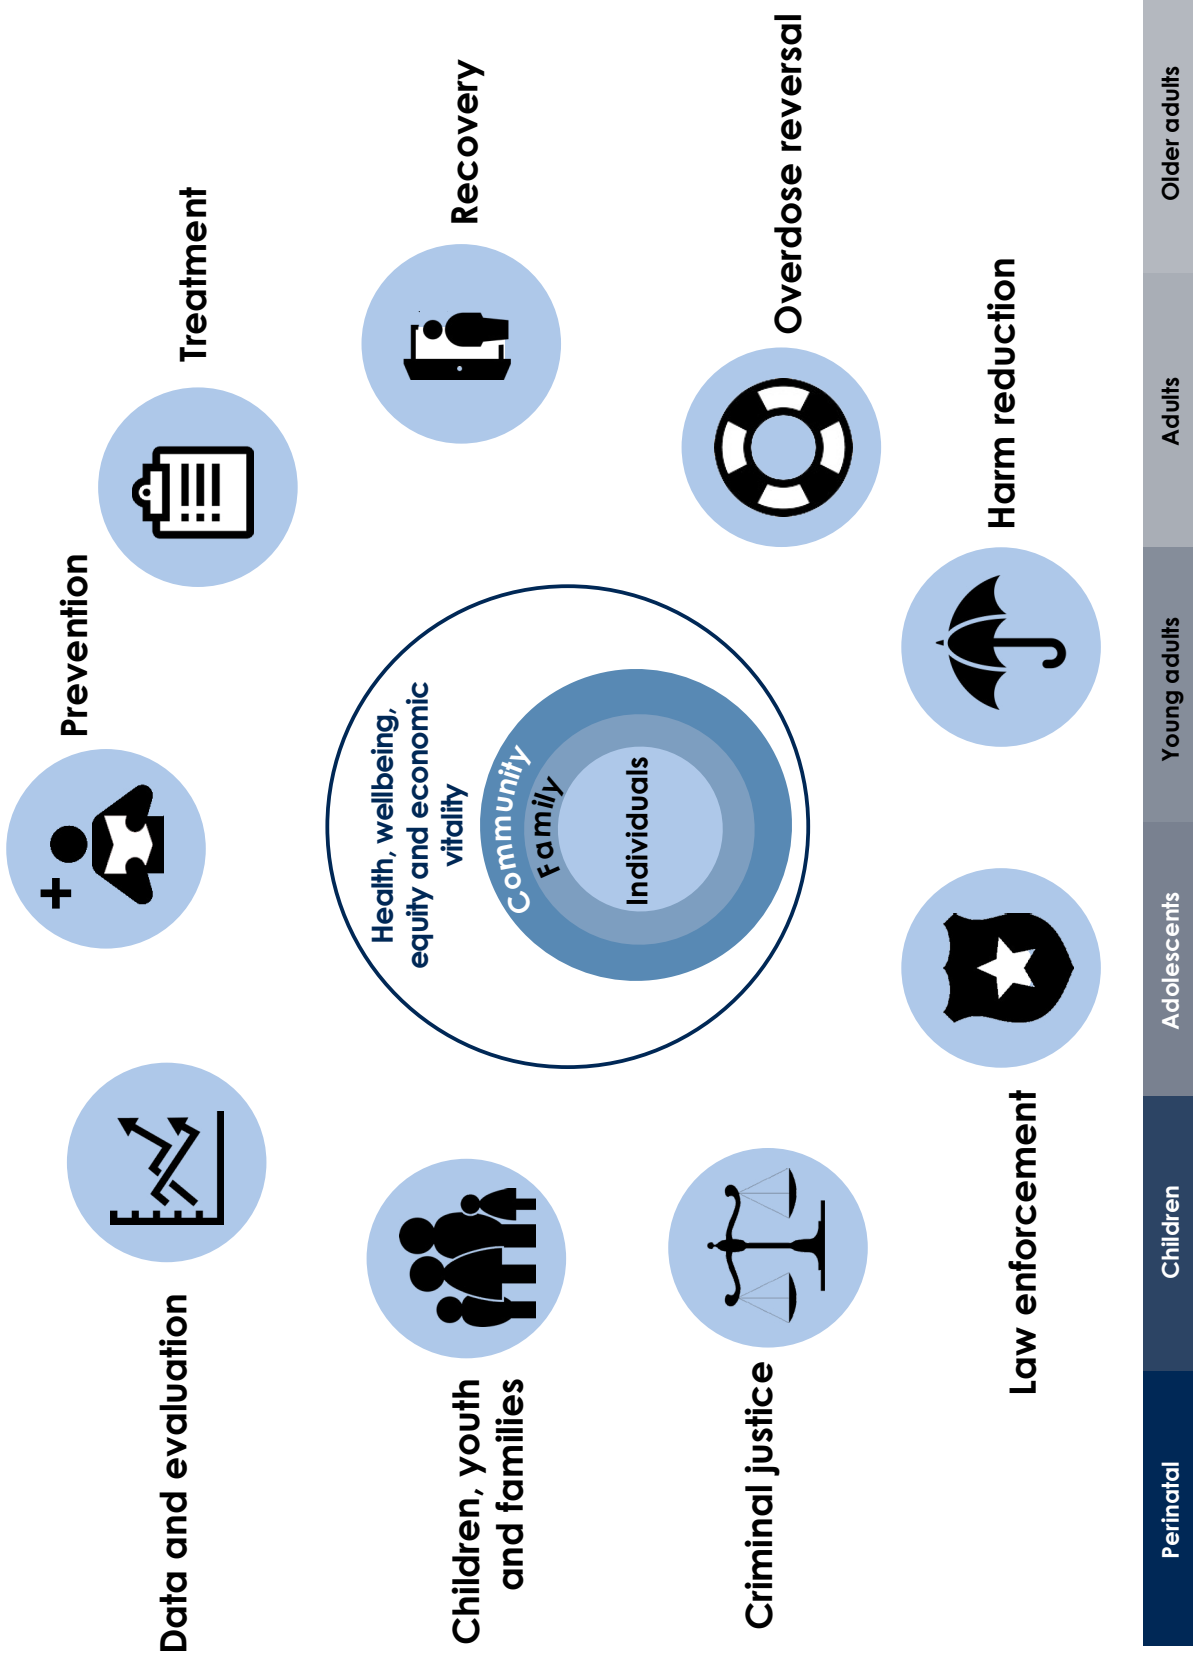 Prevention
Treatment
Recovery
Overdose reversal
Harm reduction
Law enforcement
Criminal justice
Children, youth
and families
Data and evaluation
Health, wellbeing,
equity and economic
vitality
Community
Family
Individuals
Perinatal
Children
Adolescents
Young adults
Adults
Older adults